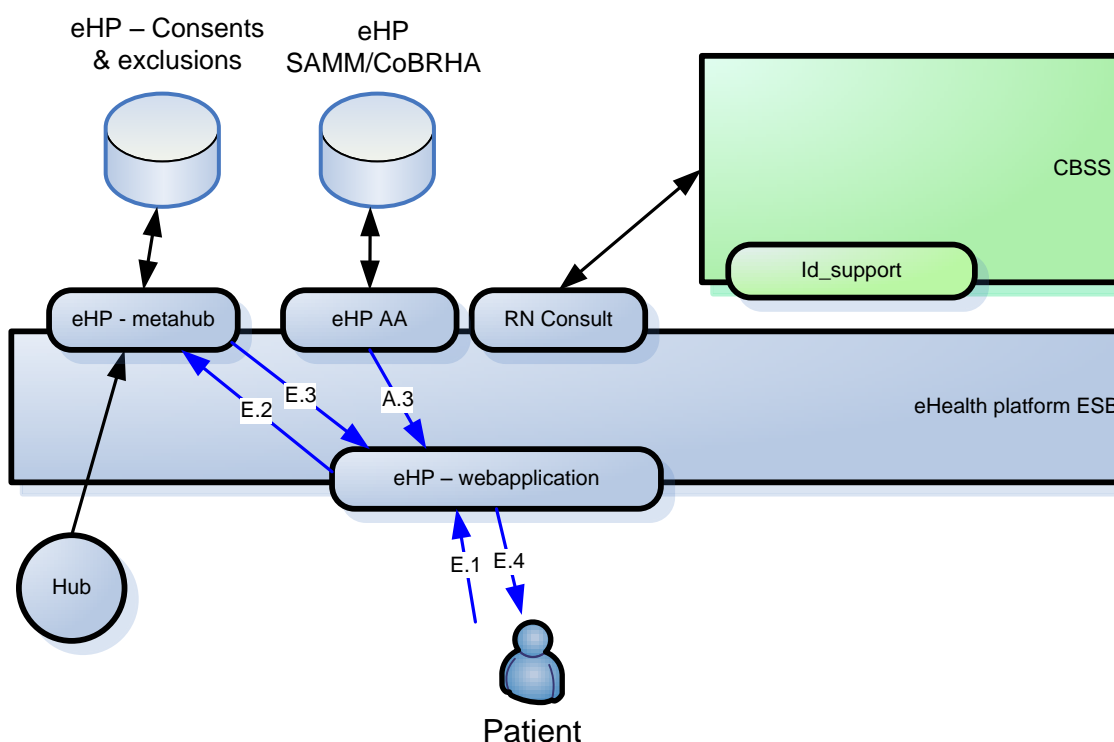 eHP – Consents
& exclusions
eHP
SAMM/CoBRHA
CBSS
Id_support
eHP - metahub
eHP AA
RN Consult
E.3
A.3
E.2
eHealth platform ESB
eHP – webapplication
E.1
E.4
Hub
Patient